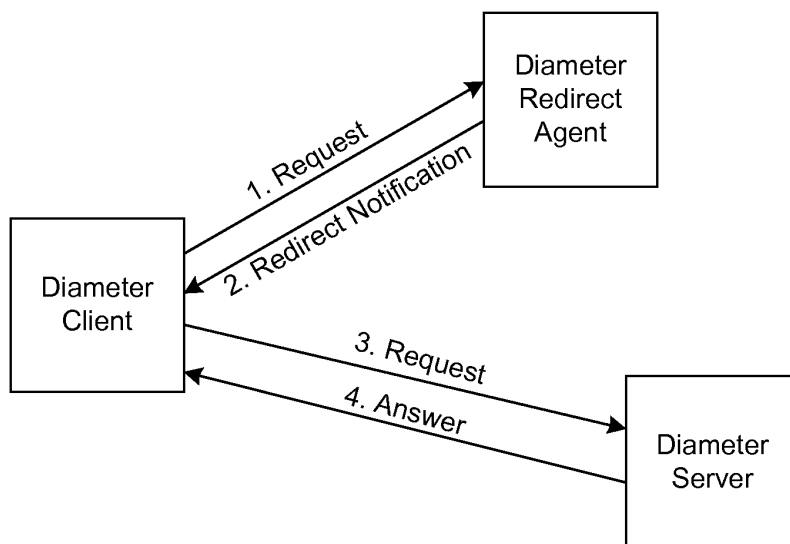 Diameter
Redirect
Agent
1. Request
2. Redirect Notification
Diameter
Client
3. Request
4. Answer
Diameter
Server